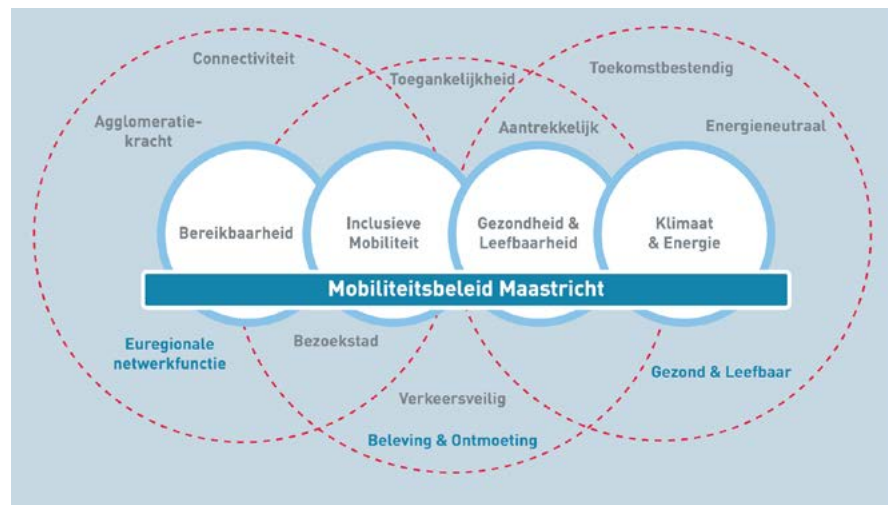 Connectiviteit
Toegankelijkheid
Toekomstbestendig
Agglomeratie-
kracht
Aantrekkelijk
Energieneutraal
Bereikbaarheid
Inclusieve
Mobiliteit
Gezondheid &
Leefbaarheid
Klimaat
& Energie
Mobiliteitsbeleid Maastricht
Euregionale
netwerkfunctie
Bezoekstad
Gezond & Leefbaar
Verkeersveilig
Beleving & Ontmoeting